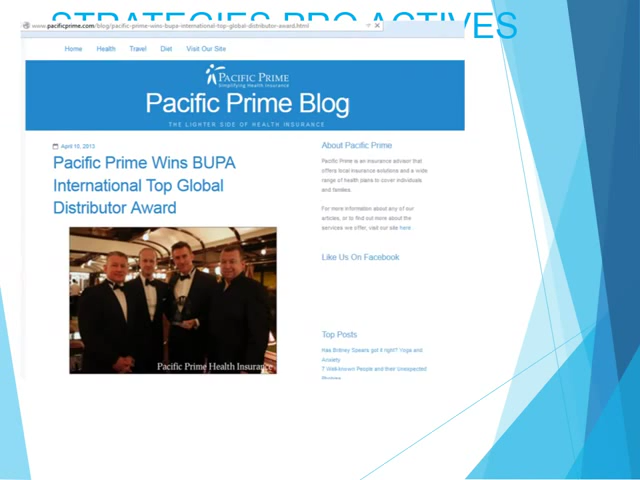 STRATEGIES PRO ACTIVES
www.pacificprime.com/blog/pacific-prime-wins-bupa-international-top-global-distributor-award.html
Home Health Travel Diet Visit Our Site
PACIFIC PRIME
Simplifying Health Insurance
Pacific Prime Blog
THE LIGHTER SIDE OF HEALTH INSURANCE
April 10, 2013
Pacific Prime Wins BUPA
International Top Global
Distributor Award
Pacific Prime Health Insurance
About Pacific Prime
Pacific Prime is an insurance advisor that
offers local insurance solutions and a wide
range of health plans to cover individuals
and families.
For more information about any of our
articles, or to find out more about the
services we offer, visit our site here
Like Us On Facebook
Top Posts
Has Britney Spears got it right? Yoga and
Anxiety
7 Well-Known People and their Unexpected